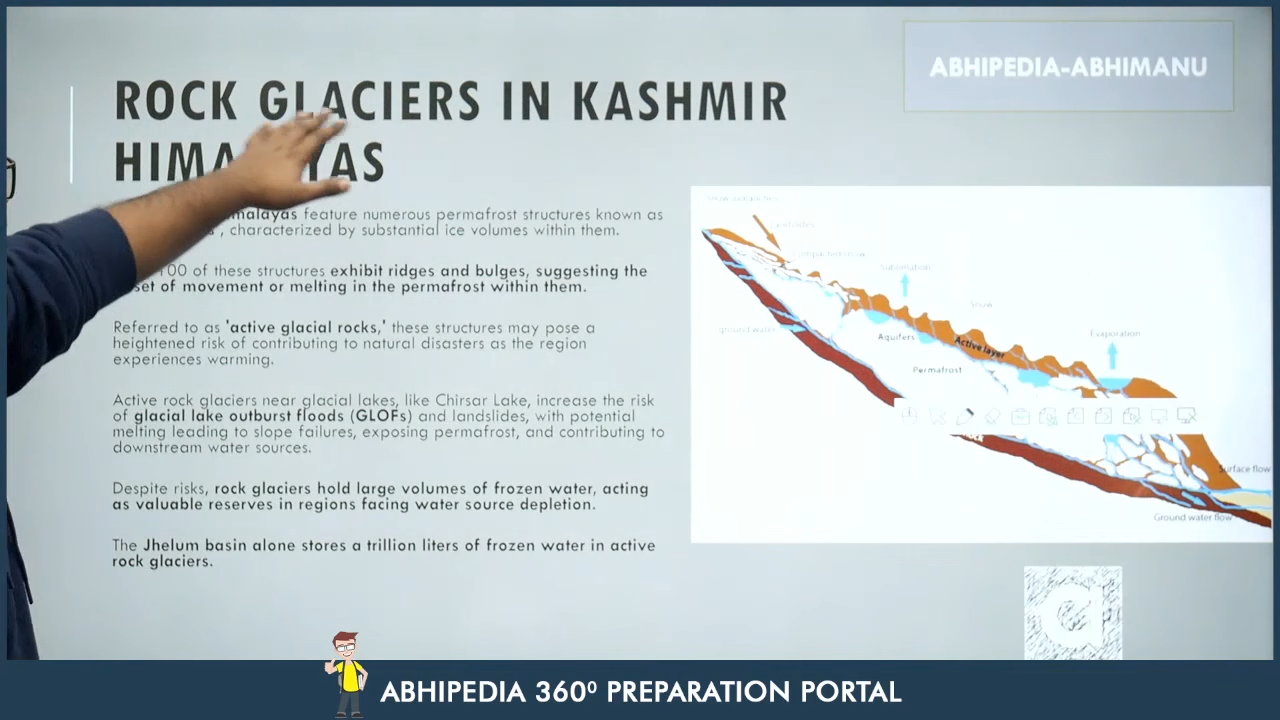 ABHIPEDIA-ABHIMANU
ROCK GLACIERS IN KASHMIR
HIMALAYAS
feature numerous permafrost structures known as
, characterized by substantial ice volumes within them.
of these structures exhibit ridges and bulges, suggesting the
of movement or melting in the permafrost within them.
Referred to as 'active glacial rocks,' these structures may pose a
heightened risk of contributing to natural disasters as the region
experiences warming.
Active rock glaciers near glacial lakes, like Chirsar Lake, increase the risk
of glacial lake outburst floods (GLOFs) and landslides, with potential
melting leading to slope failures, exposing permafrost, and contributing to
downstream water sources.
Despite risks, rock glaciers hold large volumes of frozen water, acting
as valuable reserves in regions facing water source depletion.
The Jhelum basin alone stores a trillion liters of frozen water in active
rock glaciers.
Landslides
Sublimation
Snow
ground water
Evaporation
Aquifers
Active layer
Permafrost
Surface flow
Ground water flow
ABHIPEDIA 360⁰ PREPARATION PORTAL